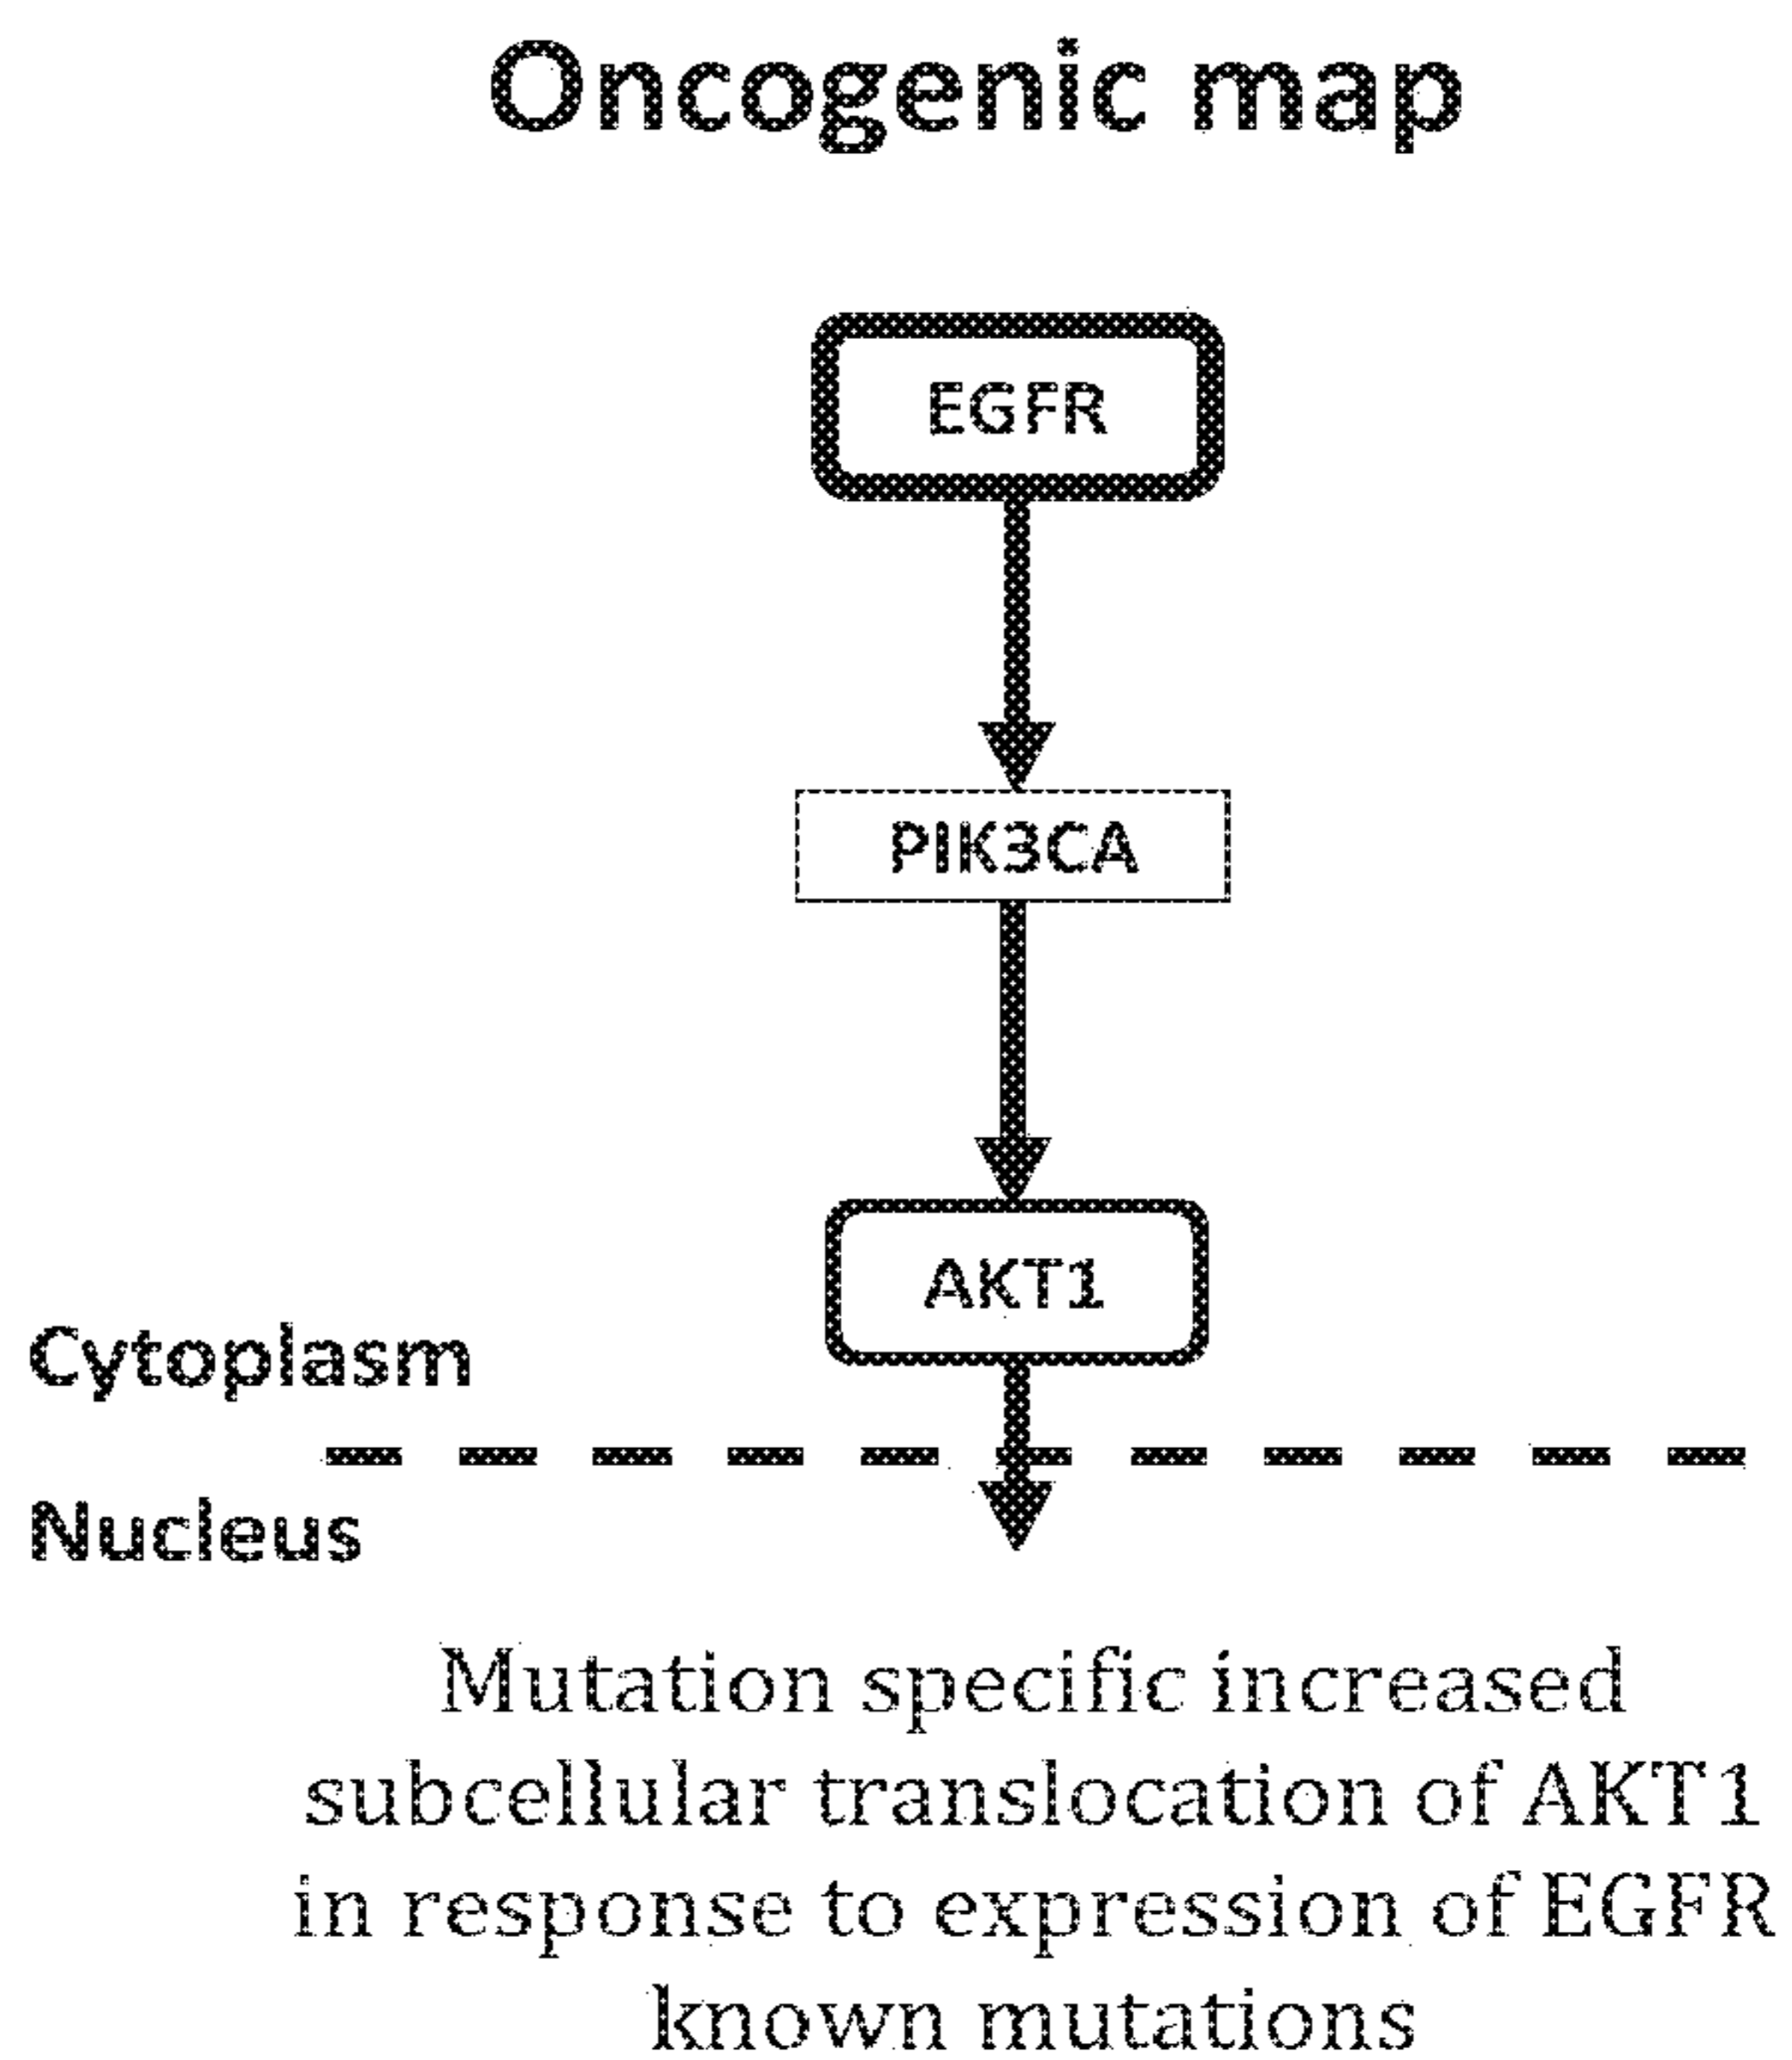 Oncogenic map
EGFR
PIK3CA
AKT1
Cytoplasm
Nucleus
Mutation specific increased
subcellular translocation of AKT1
in response to expression of EGFR
known mutations